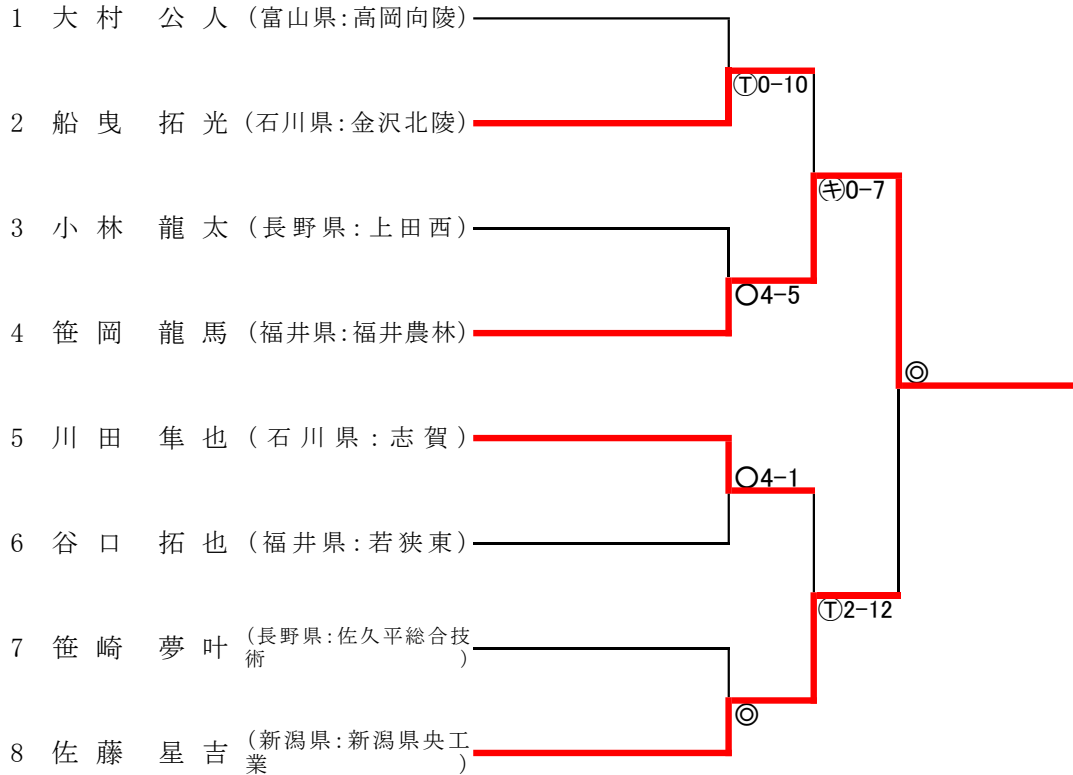 1 大村 公人 (富山県:高岡向陵)
Ⓣ0-10
2 船曳 拓光 (石川県:金沢北陵)
㋖0-7
3 小林 龍太 (長野県:上田西)
〇4-5
4 笹岡 龍馬 (福井県:福井農林)
◎
5 川田 隼也 (石川県:志賀)
〇4-1
6 谷口 拓也 (福井県:若狭東)
Ⓣ2-12
7 笹崎 夢叶 (長野県:佐久平総合技
術)
◎
8 佐藤 星吉 (新潟県:新潟県央工
業)